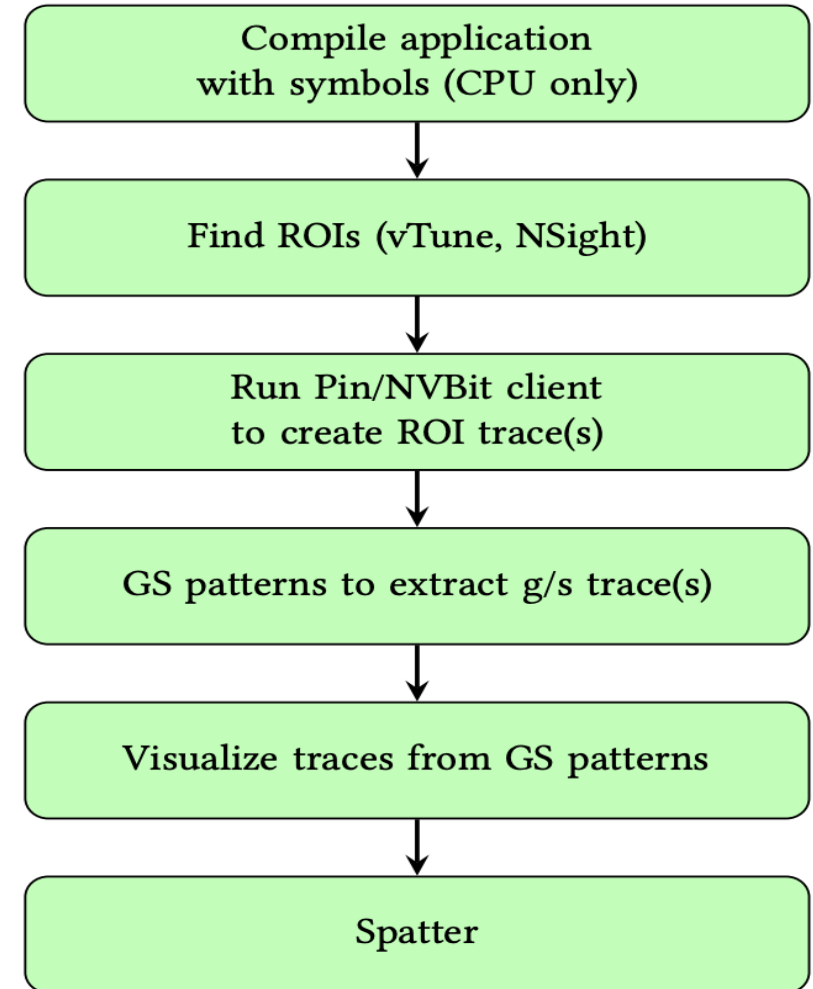 Compile application
with symbols (CPU only)
Find ROIs (vTune, NSight)
Run Pin/NVBit client
to create ROI trace(s)
GS patterns to extract g/s trace(s)
Visualize traces from GS patterns
Spatter